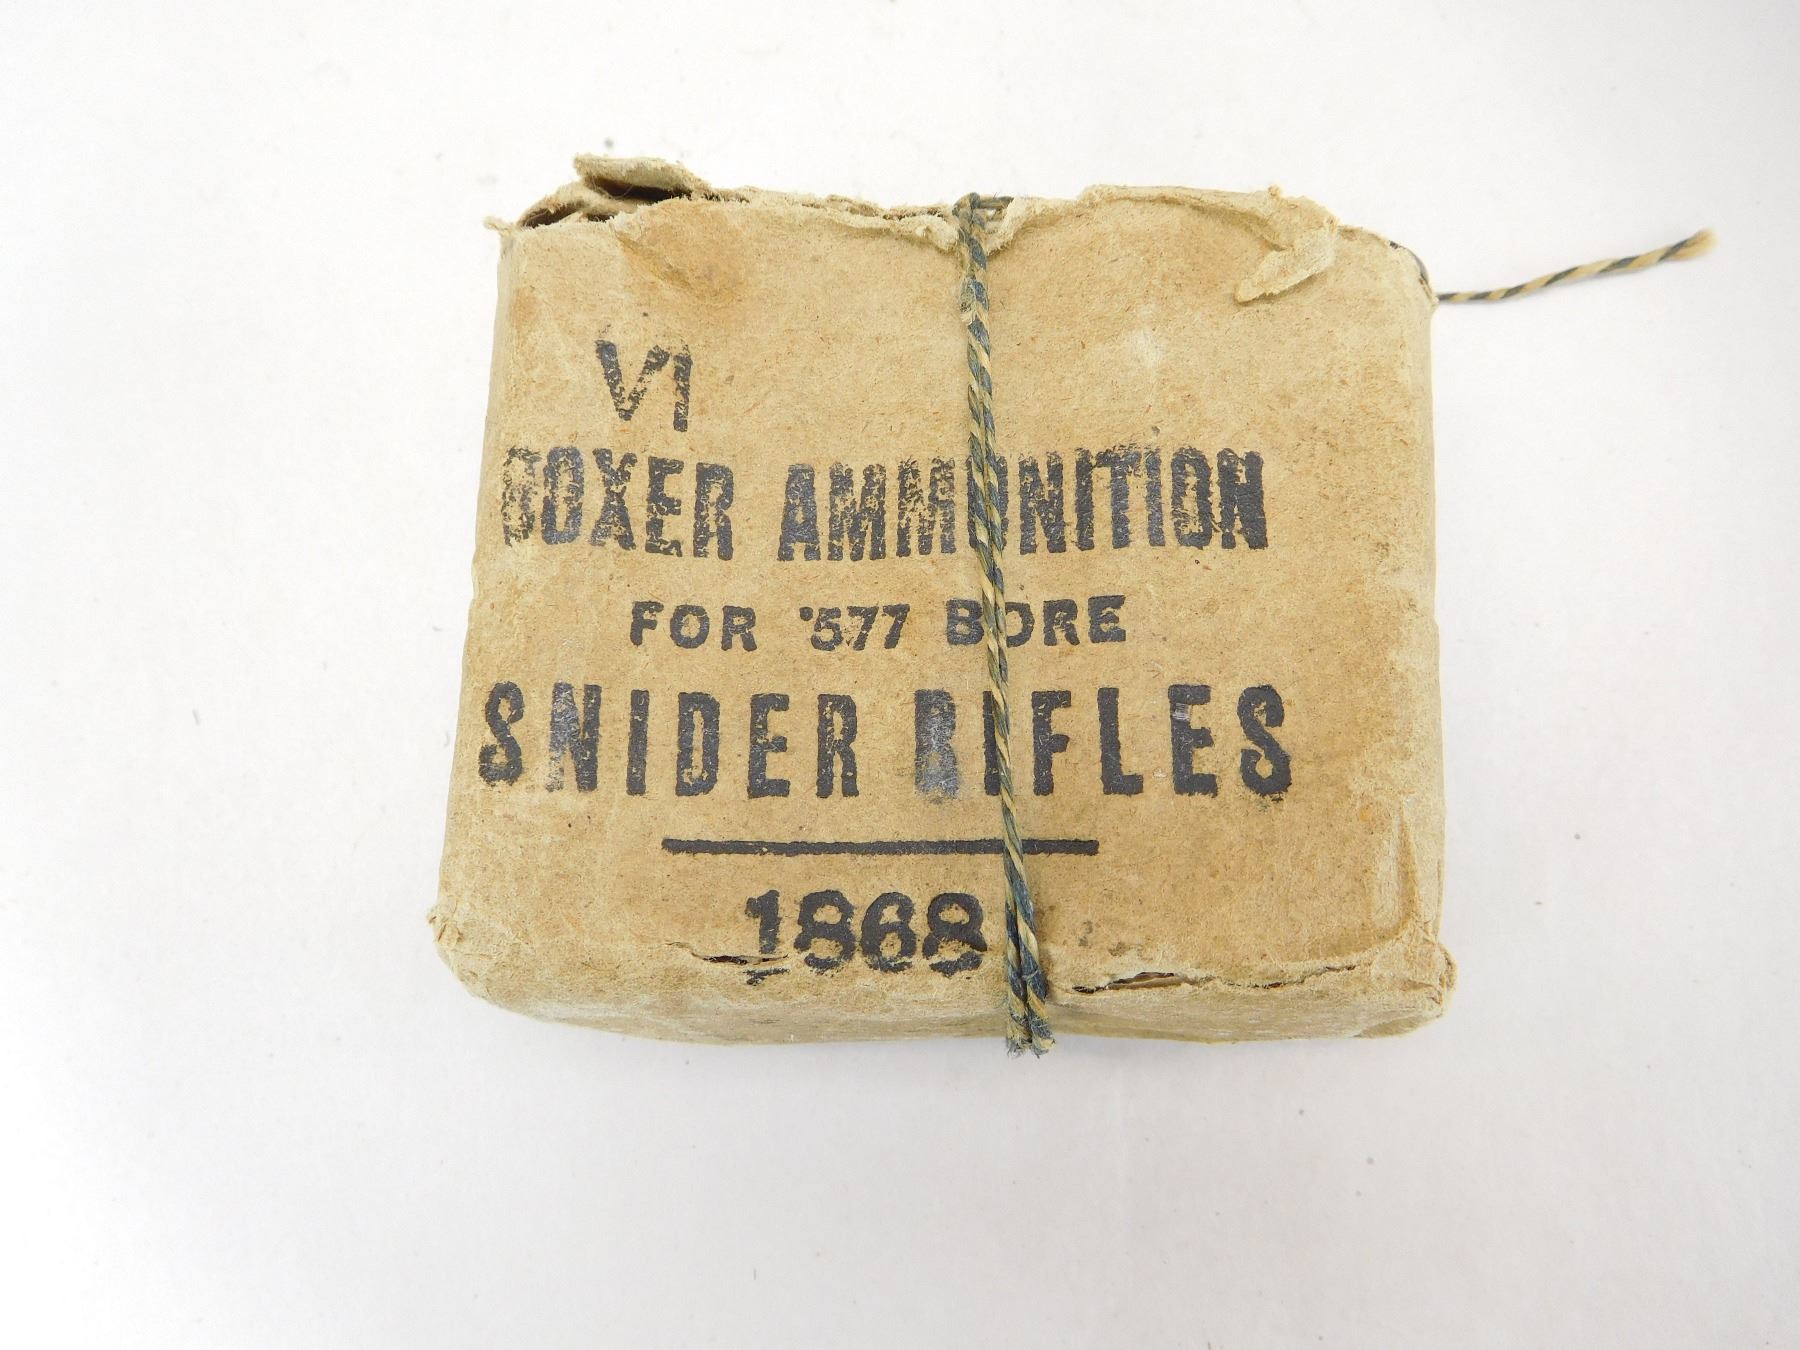 VI
BOXER AMMUNITION
FOR ·577 BORE
SNIDER RIFLES
1868